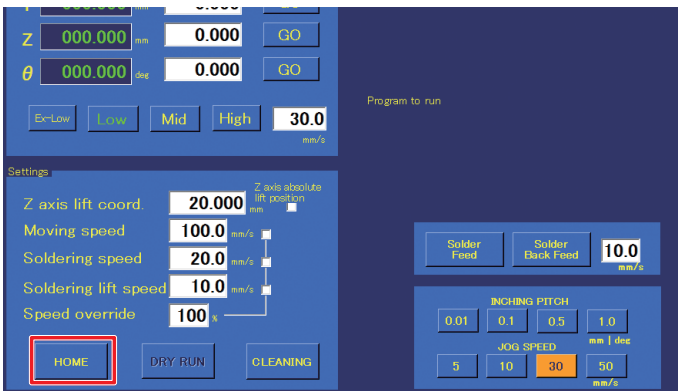 Z 000.000 mm 0.000 GO
θ 000.000 deg 0.000 GO
Ex-Low Low Mid High 30.0
mm/s
Program to run
Settings
Z axis lift coord. 20.000 mm Z axis absolute
lift position
Moving speed 100.0 mm/s
Soldering speed 20.0 mm/s
Soldering lift speed 10.0 mm/s
Speed override 100 %
HOME DRY RUN CLEANING
Solder
Feed
Solder
Back Feed
10.0
mm/s
INCHING PITCH
0.01 0.1 0.5 1.0
mm | deg
JOG SPEED
5 10 30 50
mm/s